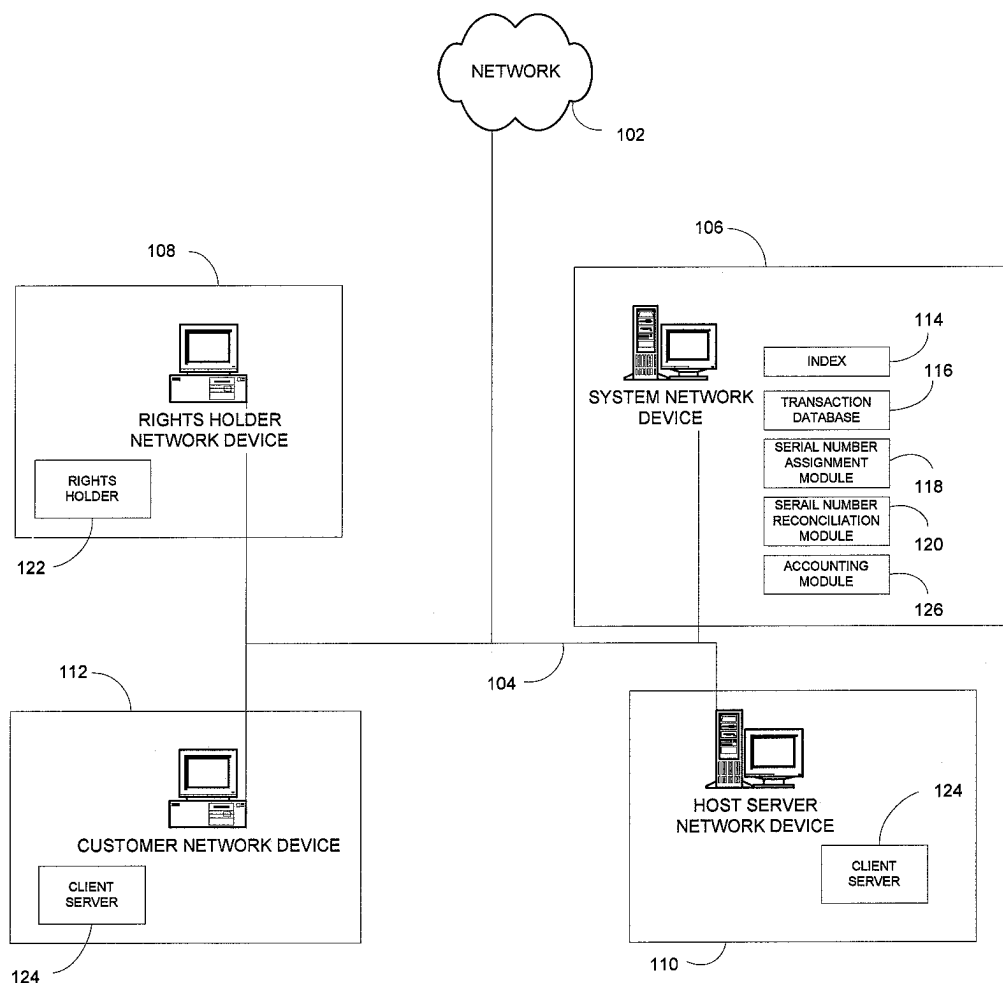 NETWORK
102
108
106
RIGHTS HOLDER
NETWORK DEVICE
RIGHTS
HOLDER
122
SYSTEM NETWORK
DEVICE
INDEX
114
TRANSACTION
DATABASE
116
SERIAL NUMBER
ASSIGNMENT
MODULE
118
SERAIL NUMBER
RECONCILIATION
MODULE
120
ACCOUNTING
MODULE
126
104
112
CUSTOMER NETWORK DEVICE
CLIENT
SERVER
124
HOST SERVER
NETWORK DEVICE
124
CLIENT
SERVER
110